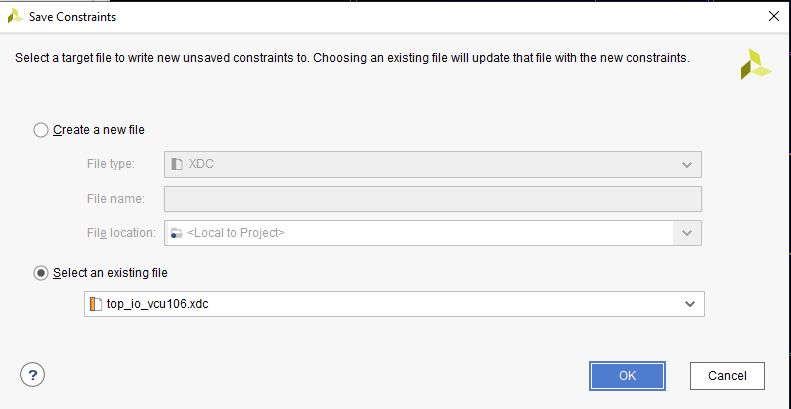 Save Constraints
Select a target file to write new unsaved constraints to. Choosing an existing file will update that file with the new constraints.
Create a new file
File type: XDC
File name:
File location: <Local to Project>
Select an existing file
top_io_vcu106.xdc
? OK Cancel